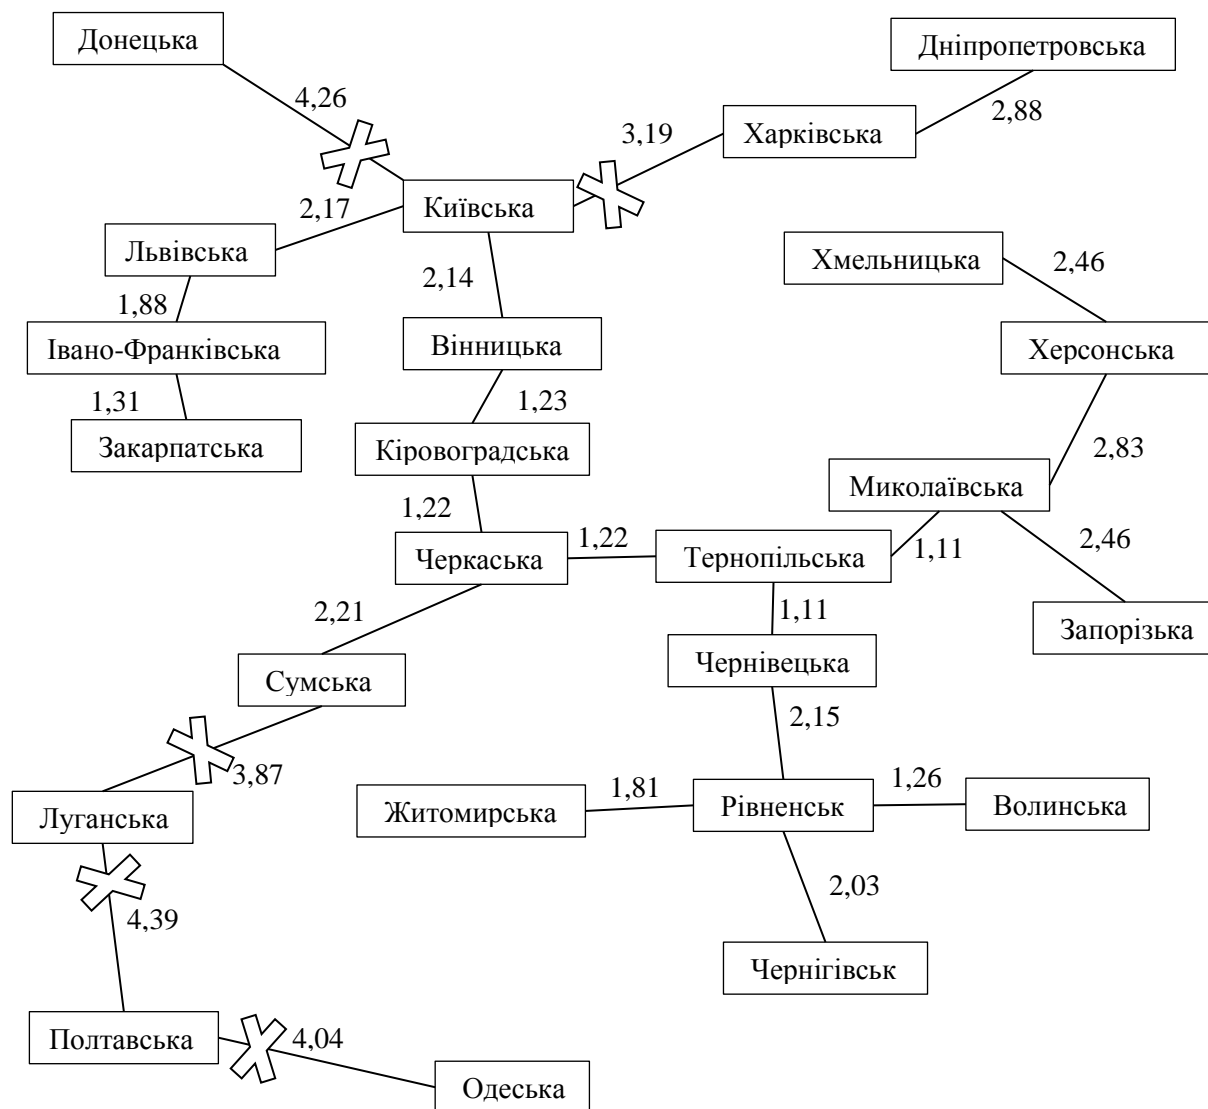 Донецька
Дніпропетровська
4,26
3,19
Харківська
2,88
Київська
2,17
Львівська
2,14
Хмельницька
2,46
1,88
Івано-Франківська
Вінницька
Херсонська
1,31
1,23
Закарпатська
Кіровоградська
2,83
Миколаївська
1,22
1,22
Черкаська
Тернопільська
1,11
2,46
2,21
1,11
Запорізька
Чернівецька
Сумська
2,15
3,87
1,81
1,26
Луганська
Житомирська
Рівненськ
Волинська
2,03
4,39
Чернігівськ
Полтавська
4,04
Одеська